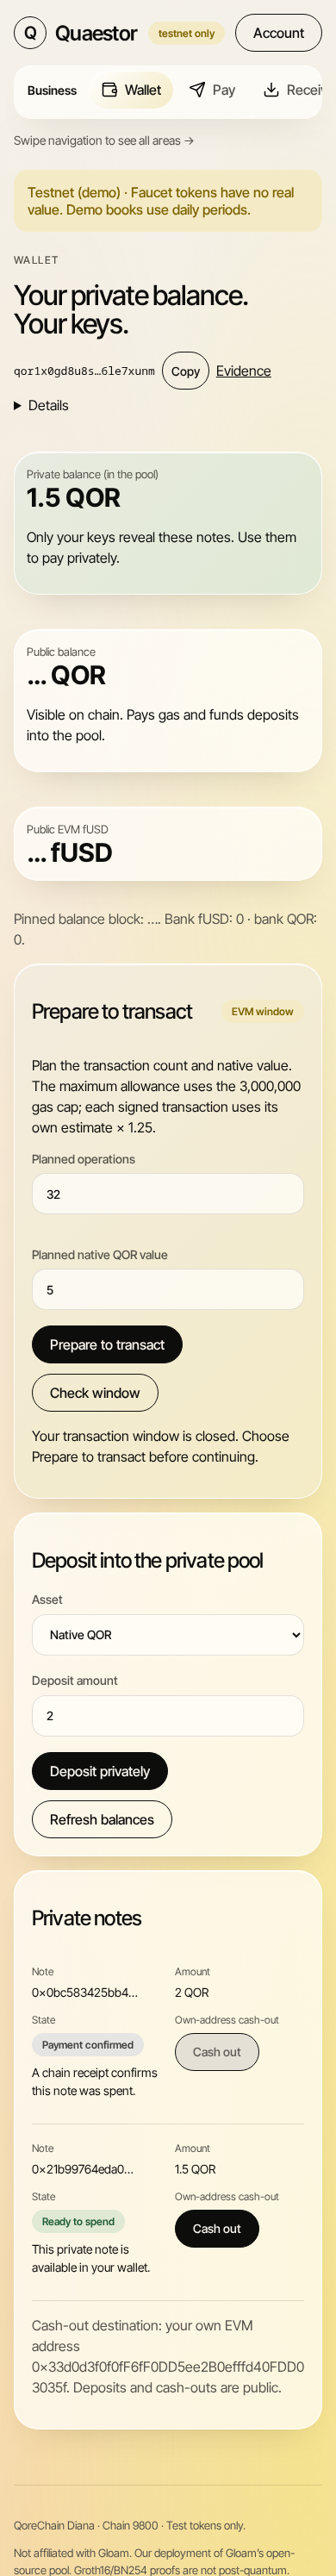 Q Quaestor testnet only Account
Business Wallet Pay Receiv
Swipe navigation to see all areas →
Testnet (demo) · Faucet tokens have no real
value. Demo books use daily periods.
WALLET
Your private balance.
Your keys.
qor1x0gd8u8s…6le7xunm Copy Evidence
▶ Details
Private balance (in the pool)
1.5 QOR
Only your keys reveal these notes. Use them
to pay privately.
Public balance
… QOR
Visible on chain. Pays gas and funds deposits
into the pool.
Public EVM fUSD
… fUSD
Pinned balance block: …. Bank fUSD: 0 · bank QOR:
0.
Prepare to transact EVM window
Plan the transaction count and native value.
The maximum allowance uses the 3,000,000
gas cap; each signed transaction uses its
own estimate × 1.25.
Planned operations
32
Planned native QOR value
5
Prepare to transact
Check window
Your transaction window is closed. Choose
Prepare to transact before continuing.
Deposit into the private pool
Asset
Native QOR
Deposit amount
2
Deposit privately
Refresh balances
Private notes
Note Amount
0x0bc583425bb4… 2 QOR
State Own-address cash-out
Payment confirmed Cash out
A chain receipt confirms
this note was spent.
Note Amount
0x21b99764eda0… 1.5 QOR
State Own-address cash-out
Ready to spend Cash out
This private note is
available in your wallet.
Cash-out destination: your own EVM
address
0x33d0d3f0f0fF6fF0DD5ee2B0efffd40FDD0
3035f. Deposits and cash-outs are public.
QoreChain Diana · Chain 9800 · Test tokens only.
Not affiliated with Gloam. Our deployment of Gloam's open-
source pool. Groth16/BN254 proofs are not post-quantum.